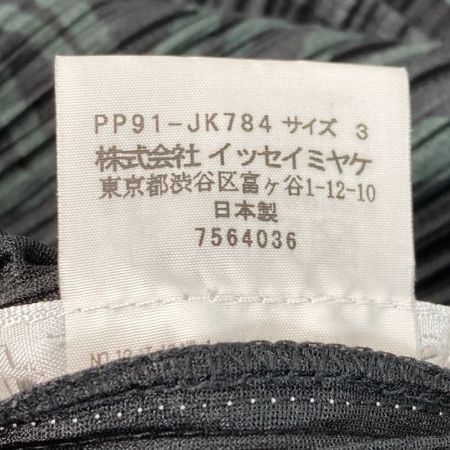 PP91-JK784 サイズ 3
株式会社 イッセイミヤケ
東京都渋谷区富ヶ谷1-12-10
日本製
7564036